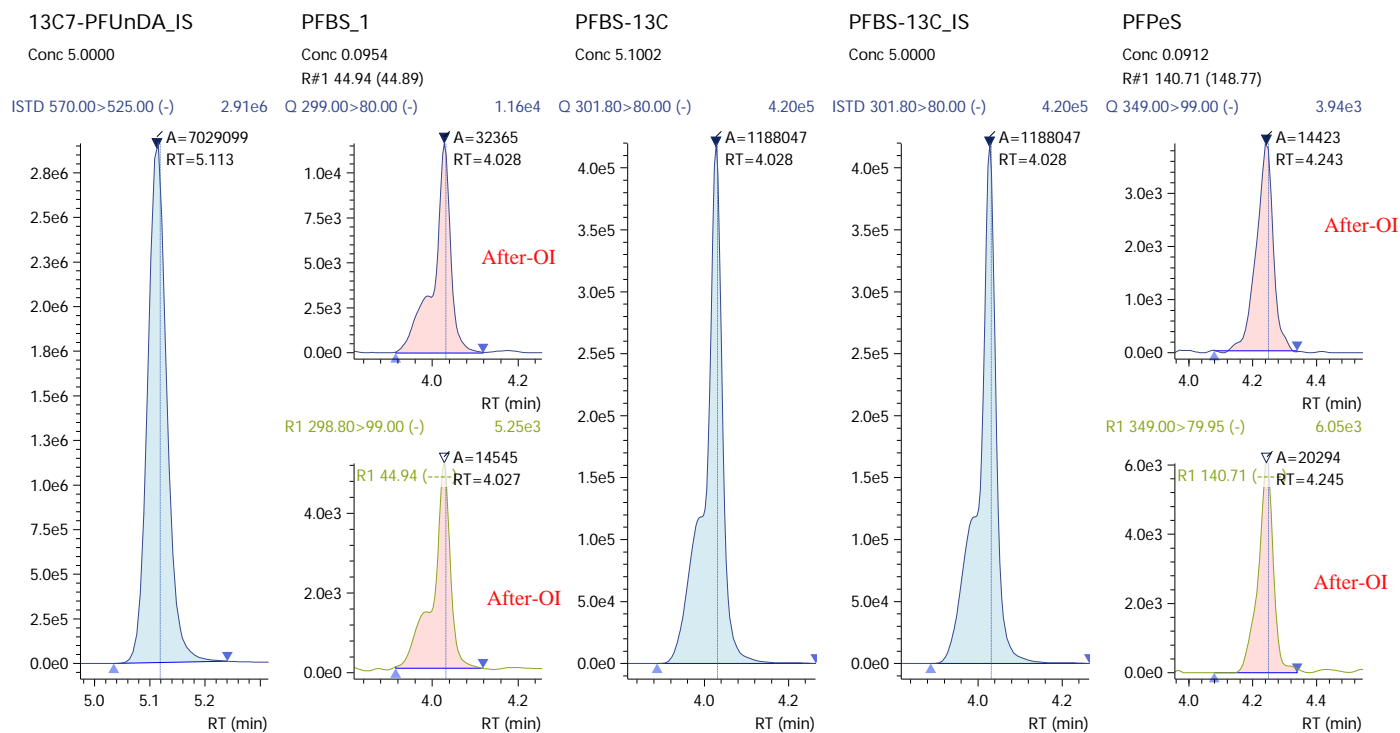 13C7-PFUnDA_IS
Conc 5.0000
ISTD 570.00>525.00 (-) 2.91e6
A=7029099
RT=5.113
2.8e6
2.5e6
2.3e6
2.0e6
1.8e6
1.5e6
1.3e6
1.0e6
7.5e5
5.0e5
2.5e5
0.0e0
5.0 5.1 5.2
RT (min)
PFBS_1
Conc 0.0954
R#1 44.94 (44.89)
Q 299.00>80.00 (-) 1.16e4
A=32365
RT=4.028
1.0e4
7.5e3
5.0e3
2.5e3
0.0e0
After-OI
4.0 4.2
RT (min)
R1 298.80>99.00 (-) 5.25e3
A=14545
R1 44.94 (----)
RT=4.027
4.0e3
2.0e3
0.0e0
After-OI
4.0 4.2
RT (min)
PFBS-13C
Conc 5.1002
Q 301.80>80.00 (-) 4.20e5
A=1188047
RT=4.028
4.0e5
3.5e5
3.0e5
2.5e5
2.0e5
1.5e5
1.0e5
5.0e4
0.0e0
4.0 4.2
RT (min)
PFBS-13C_IS
Conc 5.0000
ISTD 301.80>80.00 (-) 4.20e5
A=1188047
RT=4.028
4.0e5
3.5e5
3.0e5
2.5e5
2.0e5
1.5e5
1.0e5
5.0e4
0.0e0
4.0 4.2
RT (min)
PFPeS
Conc 0.0912
R#1 140.71 (148.77)
Q 349.00>99.00 (-) 3.94e3
A=14423
RT=4.243
3.0e3
2.0e3
1.0e3
0.0e0
After-OI
4.0 4.2 4.4
RT (min)
R1 349.00>79.95 (-) 6.05e3
A=20294
R1 140.71 (----)
RT=4.245
6.0e3
4.0e3
2.0e3
0.0e0
After-OI
4.0 4.2 4.4
RT (min)